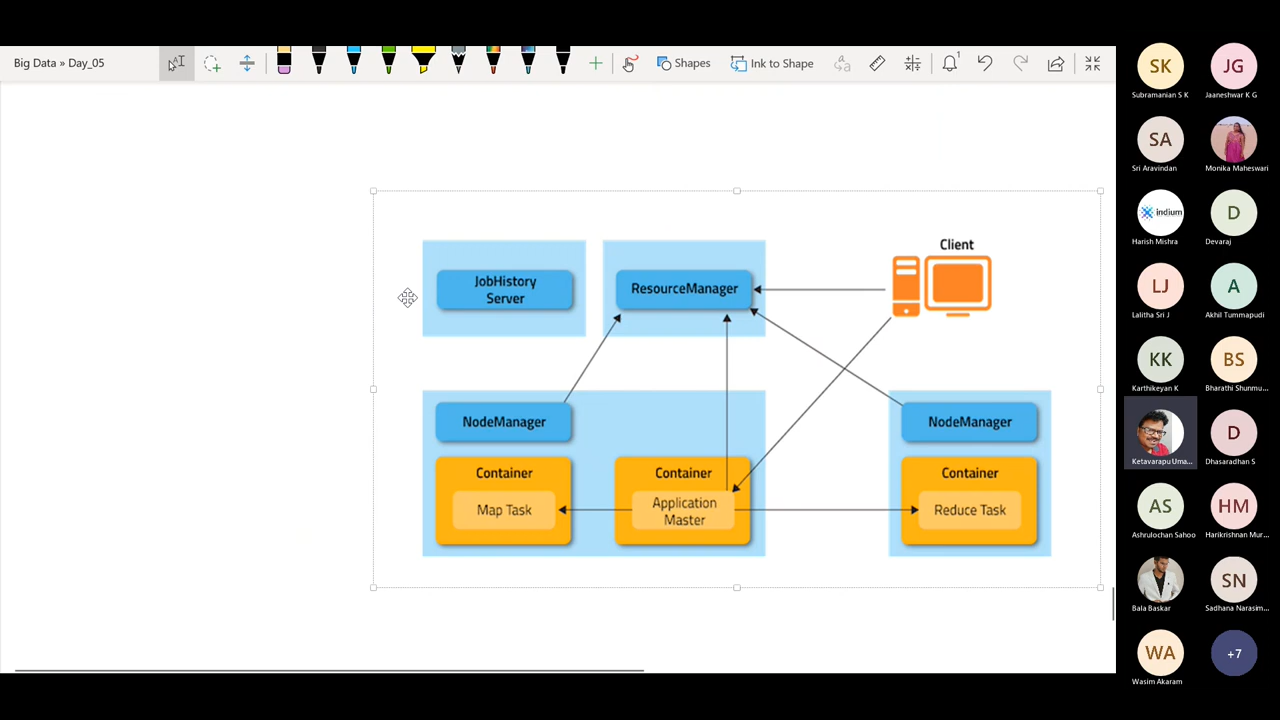 Big Data » Day_05
Shapes
Ink to Shape
1
JobHistory
Server
ResourceManager
Client
NodeManager
NodeManager
Container
Map Task
Container
Application
Master
Container
Reduce Task
SK
Subramanian S K
JG
Jaaneshwar K G
SA
Sri Aravindan
Monika Maheswari
indium
Harish Mishra
D
Devaraj
LJ
Lalitha Sri J
A
Akhil Tummapudi
KK
Karthikeyan K
BS
Bharathi Shunmu...
Ketavarapu Uma...
D
Dhasaradhan S
AS
Ashrulochan Sahoo
HM
Harikrishnan Mur...
Bala Baskar
SN
Sadhana Narasim...
WA
Wasim Akaram
+7